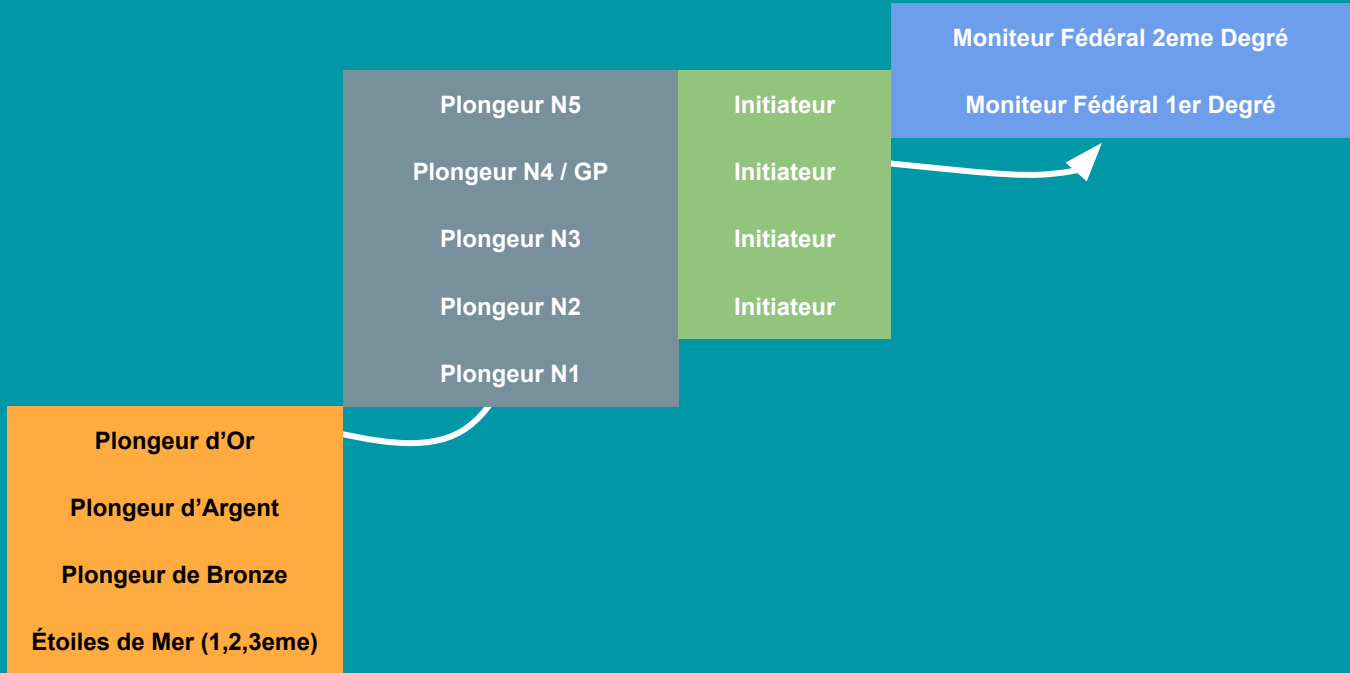 Moniteur Fédéral 2eme Degré
Plongeur N5 Initiateur Moniteur Fédéral 1er Degré
Plongeur N4 / GP Initiateur
Plongeur N3 Initiateur
Plongeur N2 Initiateur
Plongeur N1
Plongeur d’Or
Plongeur d’Argent
Plongeur de Bronze
Étoiles de Mer (1,2,3eme)